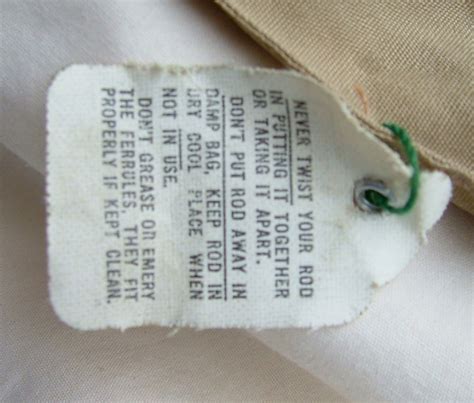 NEVER TWIST YOUR ROD
IN PUTTING IT TOGETHER
OR TAKING IT APART.
DON'T PUT ROD AWAY IN
DAMP BAG, KEEP ROD IN
DRY COOL PLACE WHEN
NOT IN USE.
DON'T GREASE OR EMERY
THE FERRULES, THEY FIT
PROPERLY IF KEPT CLEAN.